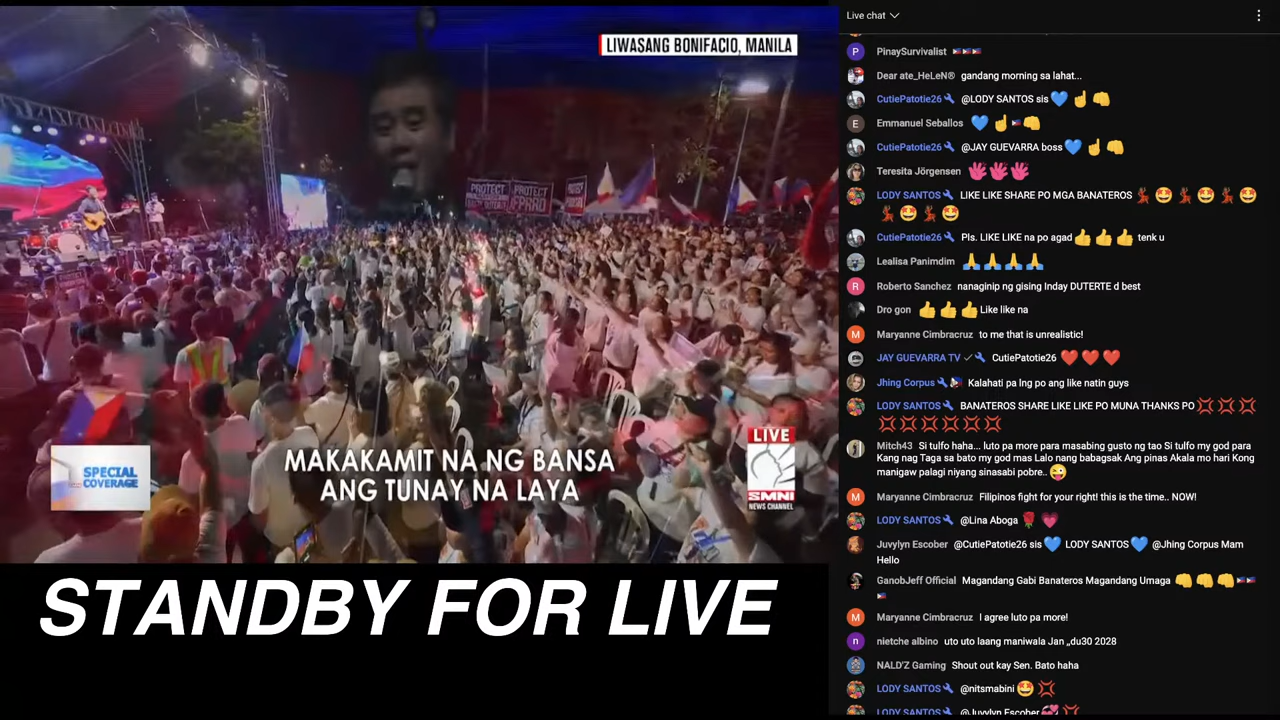 LIWASANG BONIFACIO, MANILA
PROTECT
PROTECT
FPRRD
PROTECT
SPECIAL
COVERAGE
MAKAKAMIT NA NG BANSA
ANG TUNAY NA LAYA
LIVE
SMNI
NEWS CHANNEL
STANDBY FOR LIVE
Live chat
P PinaySurvivalist
Dear ate_HeLeN® gandang morning sa lahat...
CutiePatotie26 @LODY SANTOS sis 💙☝👊
E Emmanuel Seballos 💙☝🇵🇭👊
CutiePatotie26 @JAY GUEVARRA boss 💙☝👊
Teresita Jörgensen
LODY SANTOS LIKE LIKE SHARE PO MGA BANATEROS 💃🤩💃🤩💃🤩
💃🤩💃🤩
CutiePatotie26 Pls. LIKE LIKE na po agad 👍👍👍 tenk u
Lealisa Panimdim 🙏🙏🙏🙏
R Roberto Sanchez nanaginip ng gising Inday DUTERTE d best
Dro gon 👍👍👍 Like like na
M Maryanne Cimbracruz to me that is unrealistic!
JAY GUEVARRA TV ✓ CutiePatotie26 ❤️❤️❤️
Jhing Corpus Kalahati pa lng po ang like natin guys
LODY SANTOS BANATEROS SHARE LIKE LIKE PO MUNA THANKS PO 💢💢💢
💢💢💢💢💢💢
Mitch43 Si tulfo haha... luto pa more para masabing gusto ng tao Si tulfo my god para
Kang nag Taga sa bato my god mas Lalo nang babagsak Ang pinas Akala mo hari Kong
manigaw palagi niyang sinasabi pobre.. 😜
M Maryanne Cimbracruz Filipinos fight for your right! this is the time.. NOW!
LODY SANTOS @Lina Aboga 🌹💗
Juvylyn Escober @CutiePatotie26 sis 💙 LODY SANTOS 💙 @Jhing Corpus Mam
Hello
GanobJeff Official Magandang Gabi Banateros Magandang Umaga 👊👊👊🇵🇭🇵🇭
🇵🇭
M Maryanne Cimbracruz I agree luto pa more!
n nietche albino uto uto laang maniwala Jan ,,du30 2028
NALD'Z Gaming Shout out kay Sen. Bato haha
LODY SANTOS @nitsmabini 🤩💢
LODY SANTOS @Juvylyn Escober 💞💢